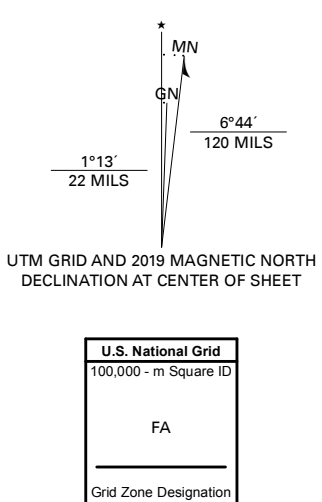 ★
MN
GN
6°44´
120 MILS
1°13´
22 MILS
UTM GRID AND 2019 MAGNETIC NORTH
DECLINATION AT CENTER OF SHEET
U.S. National Grid
100,000 - m Square ID
FA
Grid Zone Designation